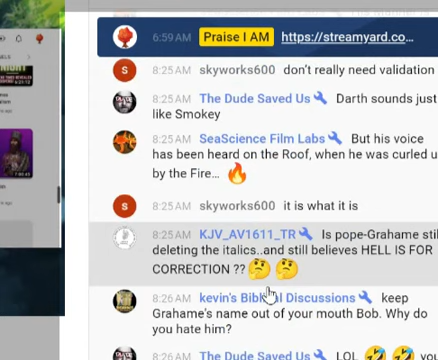 6:59 AM Praise I AM https://streamyard.co...
S 8:25 AM skyworks600 don't really need validation
8:25 AM The Dude Saved Us Darth sounds just
like Smokey
8:25 AM SeaScience Film Labs But his voice
has been heard on the Roof, when he was curled u
by the Fire... 🔥
S 8:25 AM skyworks600 it is what it is
8:25 AM KJV_AV1611_TR Is pope-Grahame stil
deleting the italics..and still believes HELL IS FOR
CORRECTION ?? 🤔 🤔
8:26 AM kevin's Biblical Discussions keep
Grahame's name out of your mouth Bob. Why do
you hate him?
8:26 AM The Dude Saved Us LOL 🤣 🤣 you